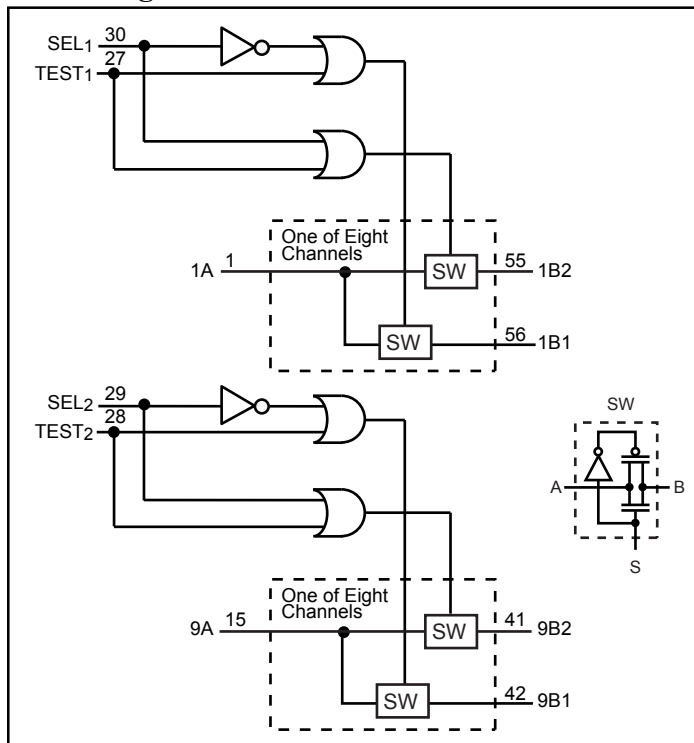 SEL1 30
TEST1 27
One of Eight
Channels
1A 1
SW
55 1B2
SW
56 1B1
SEL2 29
TEST2 28
SW
A
B
S
One of Eight
Channels
9A 15
SW
41 9B2
SW
42 9B1